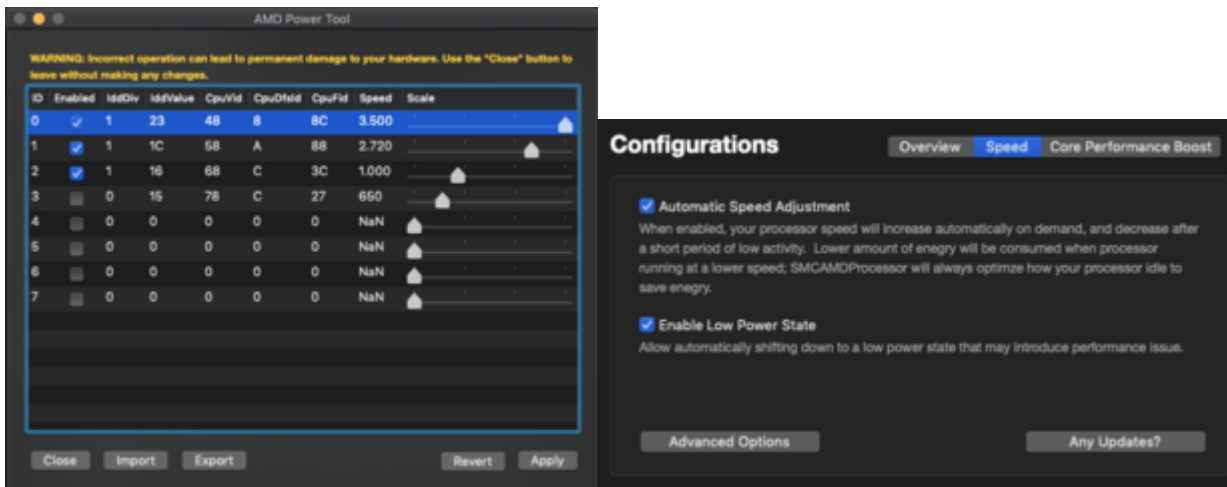 AMD Power Tool
WARNING: Incorrect operation can lead to permanent damage to your hardware. Use the "Close" button to
leave without making any changes.
ID Enabled IddDiv IddValue CpuVid CpuDfsId CpuFid Speed Scale
0 1 23 48 8 8C 3.500
1 1 1C 58 A 88 2.720
2 1 16 68 C 3C 1.000
3 0 15 78 C 27 650
4 0 0 0 0 0 NaN
5 0 0 0 0 0 NaN
6 0 0 0 0 0 NaN
7 0 0 0 0 0 NaN
Close Import Export Revert Apply
Configurations Overview Speed Core Performance Boost
Automatic Speed Adjustment
When enabled, your processor speed will increase automatically on demand, and decrease after
a short period of low activity. Lower amount of enegry will be consumed when processor
running at a lower speed; SMCAMDProcessor will always optimze how your processor idle to
save enegry.
Enable Low Power State
Allow automatically shifting down to a low power state that may introduce performance issue.
Advanced Options Any Updates?